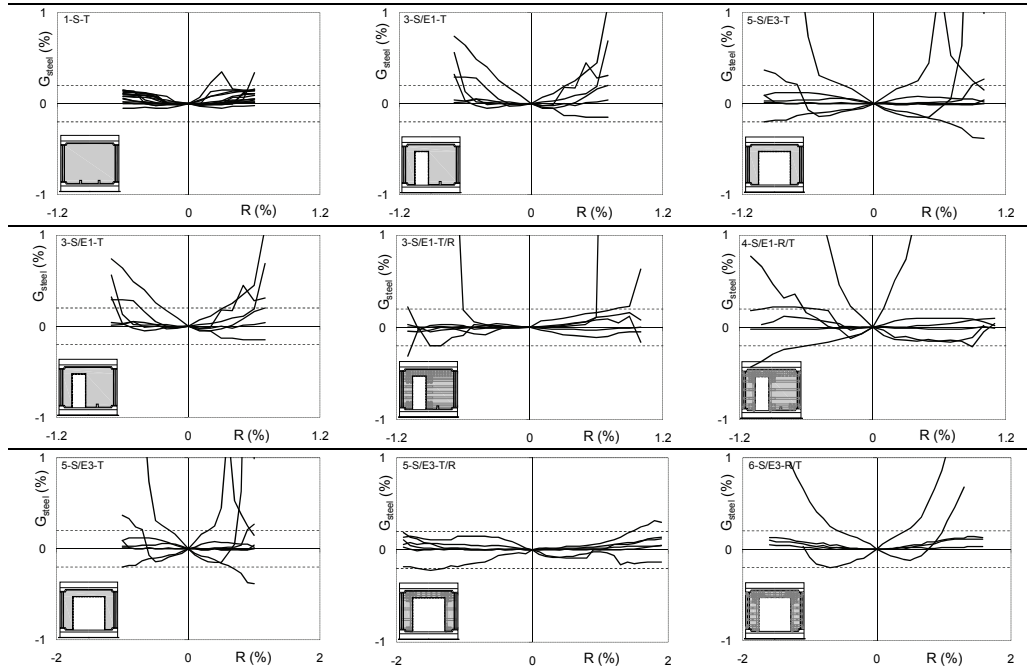 1-S-T
G_steel (%)
1
0
-1
-1.2
0
R (%)
1.2
3-S/E1-T
G_steel (%)
1
0
-1
-1.2
0
R (%)
1.2
5-S/E3-T
G_steel (%)
1
0
-1
-1.2
0
R (%)
1.2
3-S/E1-T
G_steel (%)
1
0
-1
-1.2
0
R (%)
1.2
3-S/E1-T/R
G_steel (%)
1
0
-1
-1.2
0
R (%)
1.2
4-S/E1-R/T
G_steel (%)
1
0
-1
-1.2
0
R (%)
1.2
5-S/E3-T
G_steel (%)
1
0
-1
-2
0
R (%)
2
5-S/E3-T/R
G_steel (%)
1
0
-1
-2
0
R (%)
2
6-S/E3-R/T
G_steel (%)
1
0
-1
-2
0
R (%)
2